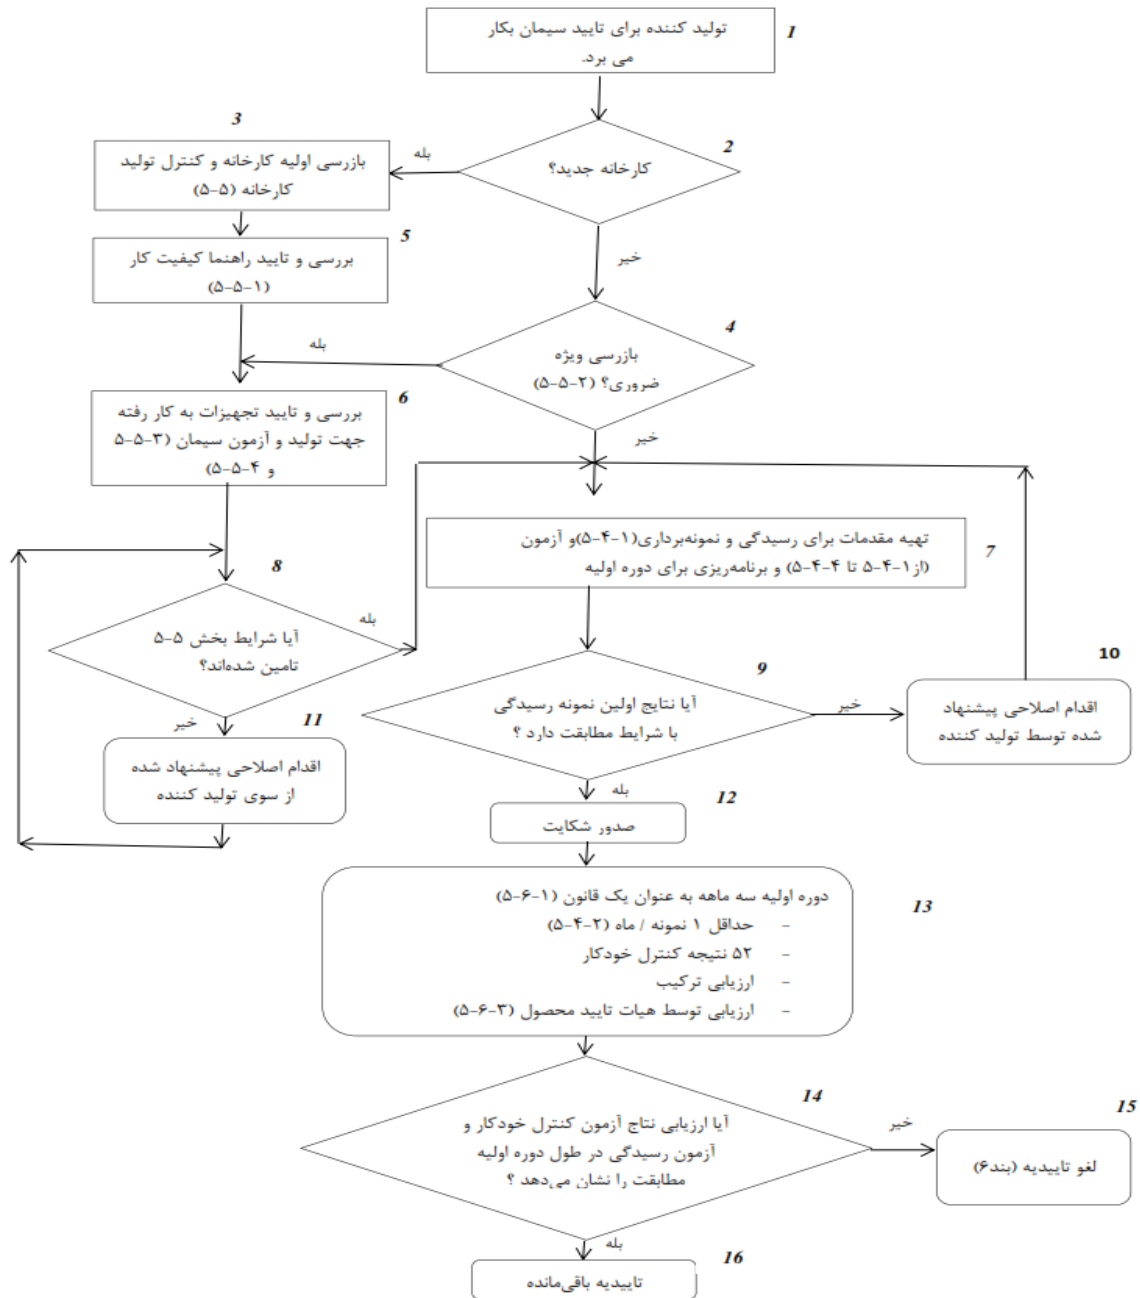 تولید کننده برای تایید سیمان بکار
می برد.
1
کارخانه جدید؟
2
بله
خیر
3
بازرسی اولیه کارخانه و کنترل تولید
کارخانه (۵-۵)
5
بررسی و تایید راهنما کیفیت کار
(۵-۵-۱)
4
بازرسی ویژه
ضروری؟ (۵-۵-۲)
بله
خیر
6
بررسی و تایید تجهیزات به کار رفته
جهت تولید و آزمون سیمان (۵-۵-۳
و ۵-۵-۴)
7
تهیه مقدمات برای رسیدگی و نمونه‌برداری(۵-۴-۱)و آزمون
(از۵-۴-۱ تا ۵-۴-۴) و برنامه‌ریزی برای دوره اولیه
8
آیا شرایط بخش ۵-۵
تامین شده‌اند؟
بله
خیر
9
آیا نتایج اولین نمونه رسیدگی
با شرایط مطابقت دارد ؟
خیر
بله
10
اقدام اصلاحی پیشنهاد
شده توسط تولید کننده
11
اقدام اصلاحی پیشنهاد شده
از سوی تولید کننده
12
صدور شکایت
13
دوره اولیه سه ماهه به عنوان یک قانون (۵-۶-۱)
- حداقل ۱ نمونه / ماه (۵-۴-۲)
- ۵۲ نتیجه کنترل خودکار
- ارزیابی ترکیب
- ارزیابی توسط هیات تایید محصول (۵-۶-۳)
14
آیا ارزیابی نتاج آزمون کنترل خودکار و
آزمون رسیدگی در طول دوره اولیه
مطابقت را نشان می‌دهد ؟
خیر
بله
15
لغو تاییدیه (بند۶)
16
تاییدیه باقی‌مانده